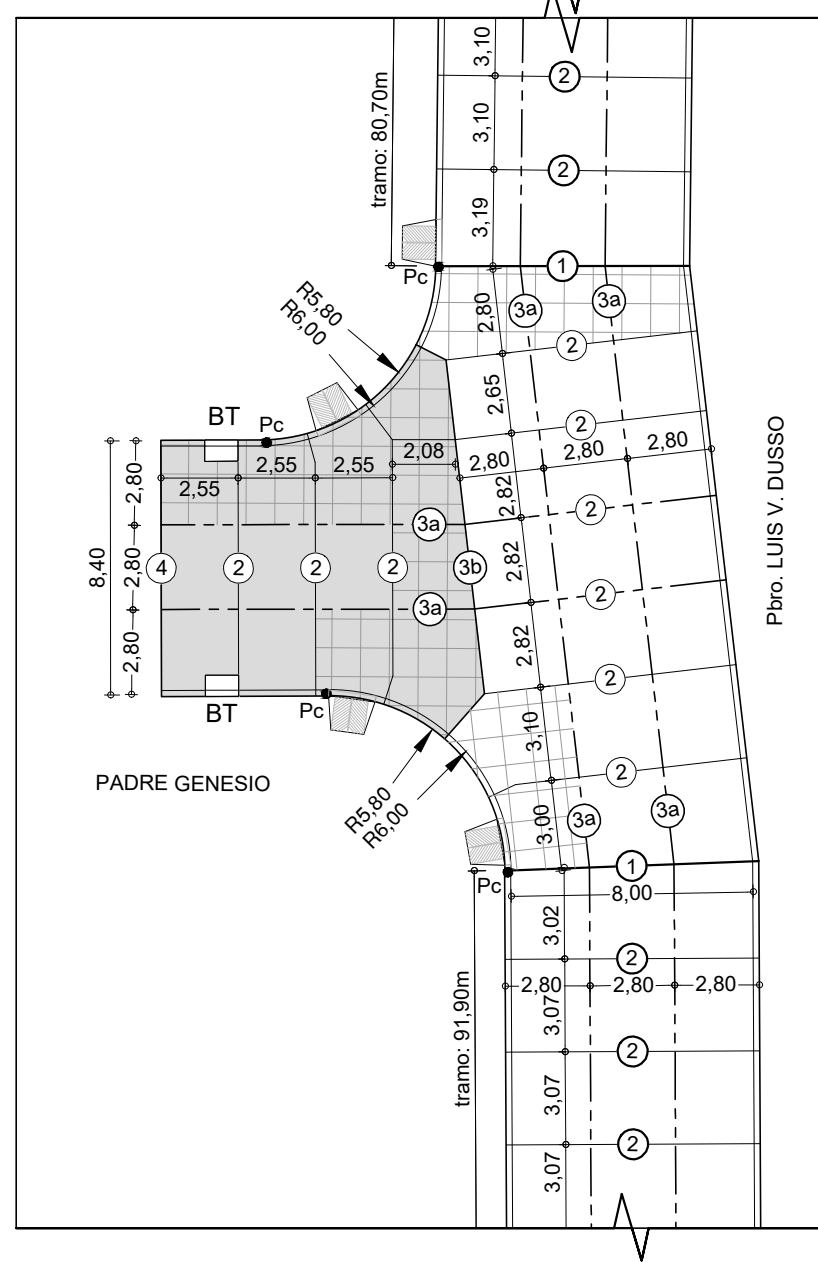 3,10
2
tramo: 80,70m
3,10
2
3,19
Pc
1
R5,80
R6,00
2,80
3a
3a
2
2,65
BT
Pc
2
2,55
2,55
2,55
2,08
2,80
2,80
2,80
Pbro. LUIS V. DUSSO
2,80
2,82
2
3a
8,40
2,80
4
2
2
2
3b
2,82
2
3a
2,80
2,82
2
BT
Pc
3,10
PADRE GENESIO
2
R5,80
R6,00
3,00
3a
3a
1
Pc
8,00
3,02
2
tramo: 91,90m
2,80
2,80
2,80
3,07
2
3,07
2
3,07